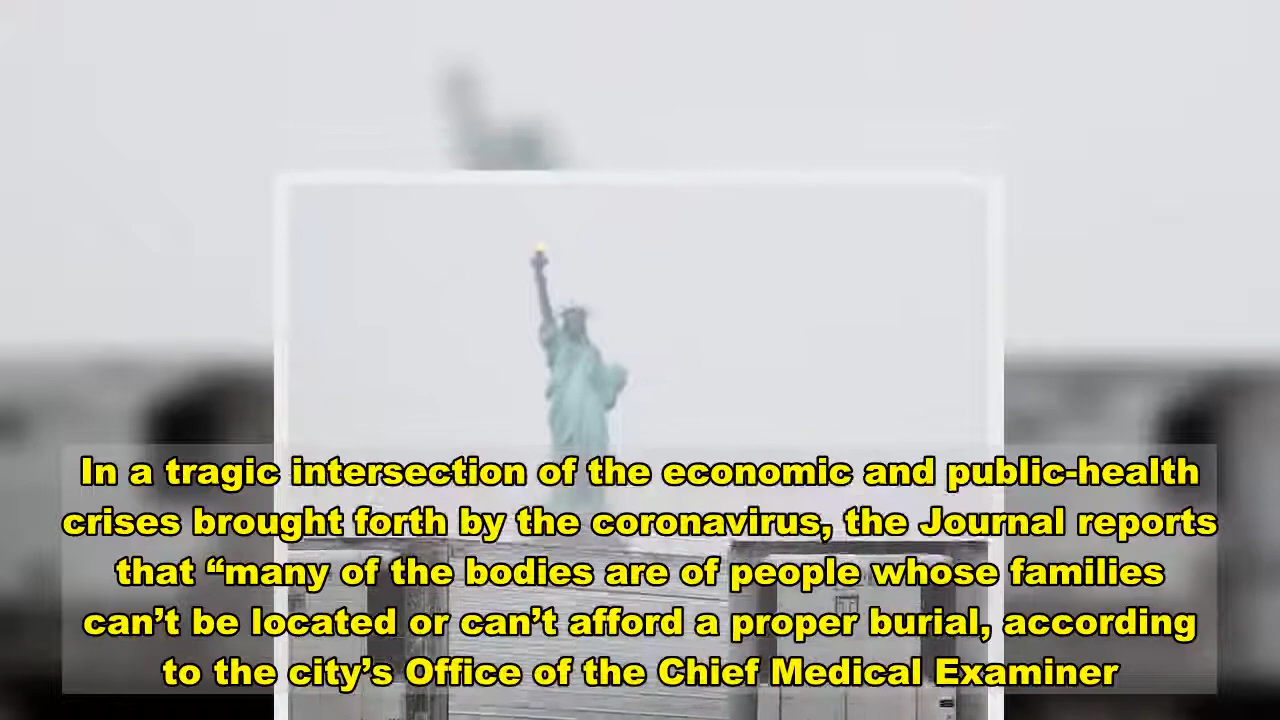 In a tragic intersection of the economic and public-health
crises brought forth by the coronavirus, the Journal reports
that “many of the bodies are of people whose families
can’t be located or can’t afford a proper burial, according
to the city’s Office of the Chief Medical Examiner